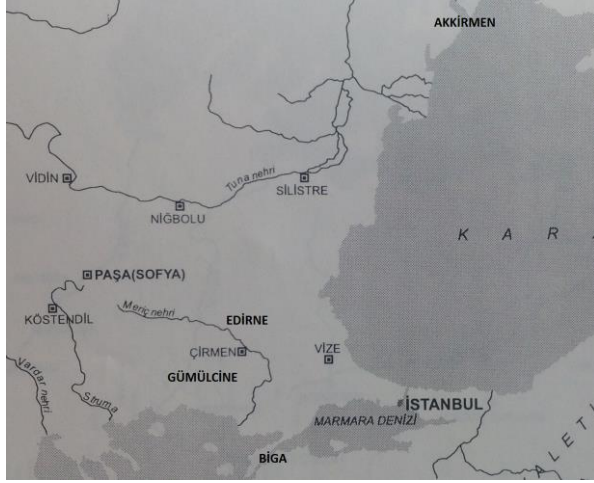 AKKİRMEN
VİDİN
Tuna nehri
SİLİSTRE
NİĞBOLU
K A R
PAŞA(SOFYA)
KÖSTENDİL
Meriç nehri
EDİRNE
ÇİRMEN
VİZE
GÜMÜLCİNE
Vardar nehri
Struma
İSTANBUL
MARMARA DENİZİ
ALETİ
BİGA